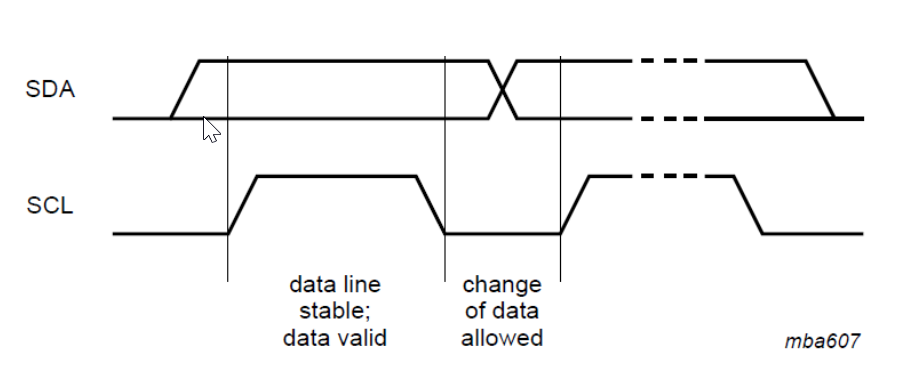 SDA
SCL
data line
stable;
data valid
change
of data
allowed
mba607